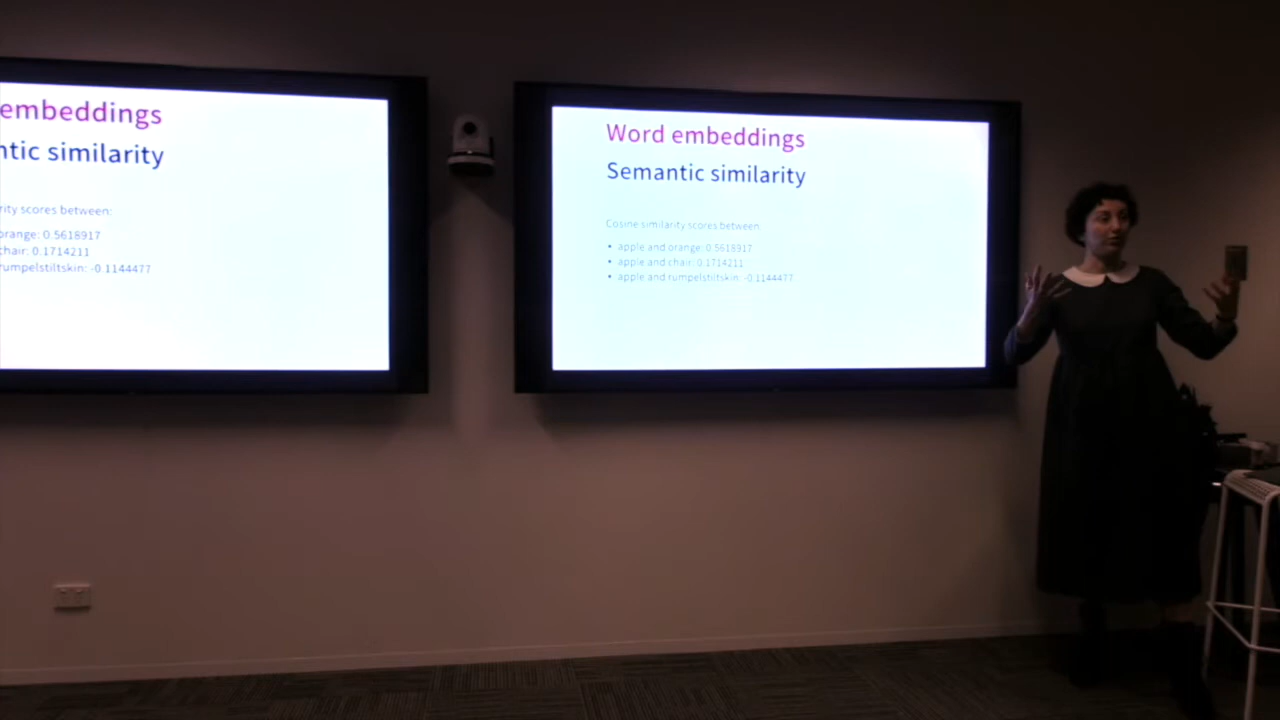 embeddings
ntic similarity
rity scores between:
orange: 0.5618917
chair: 0.1714211
rumpelstiltskin: -0.1144477
Word embeddings
Semantic similarity
Cosine similarity scores between:
• apple and orange: 0.5618917
• apple and chair: 0.1714211
• apple and rumpelstiltskin: -0.1144477